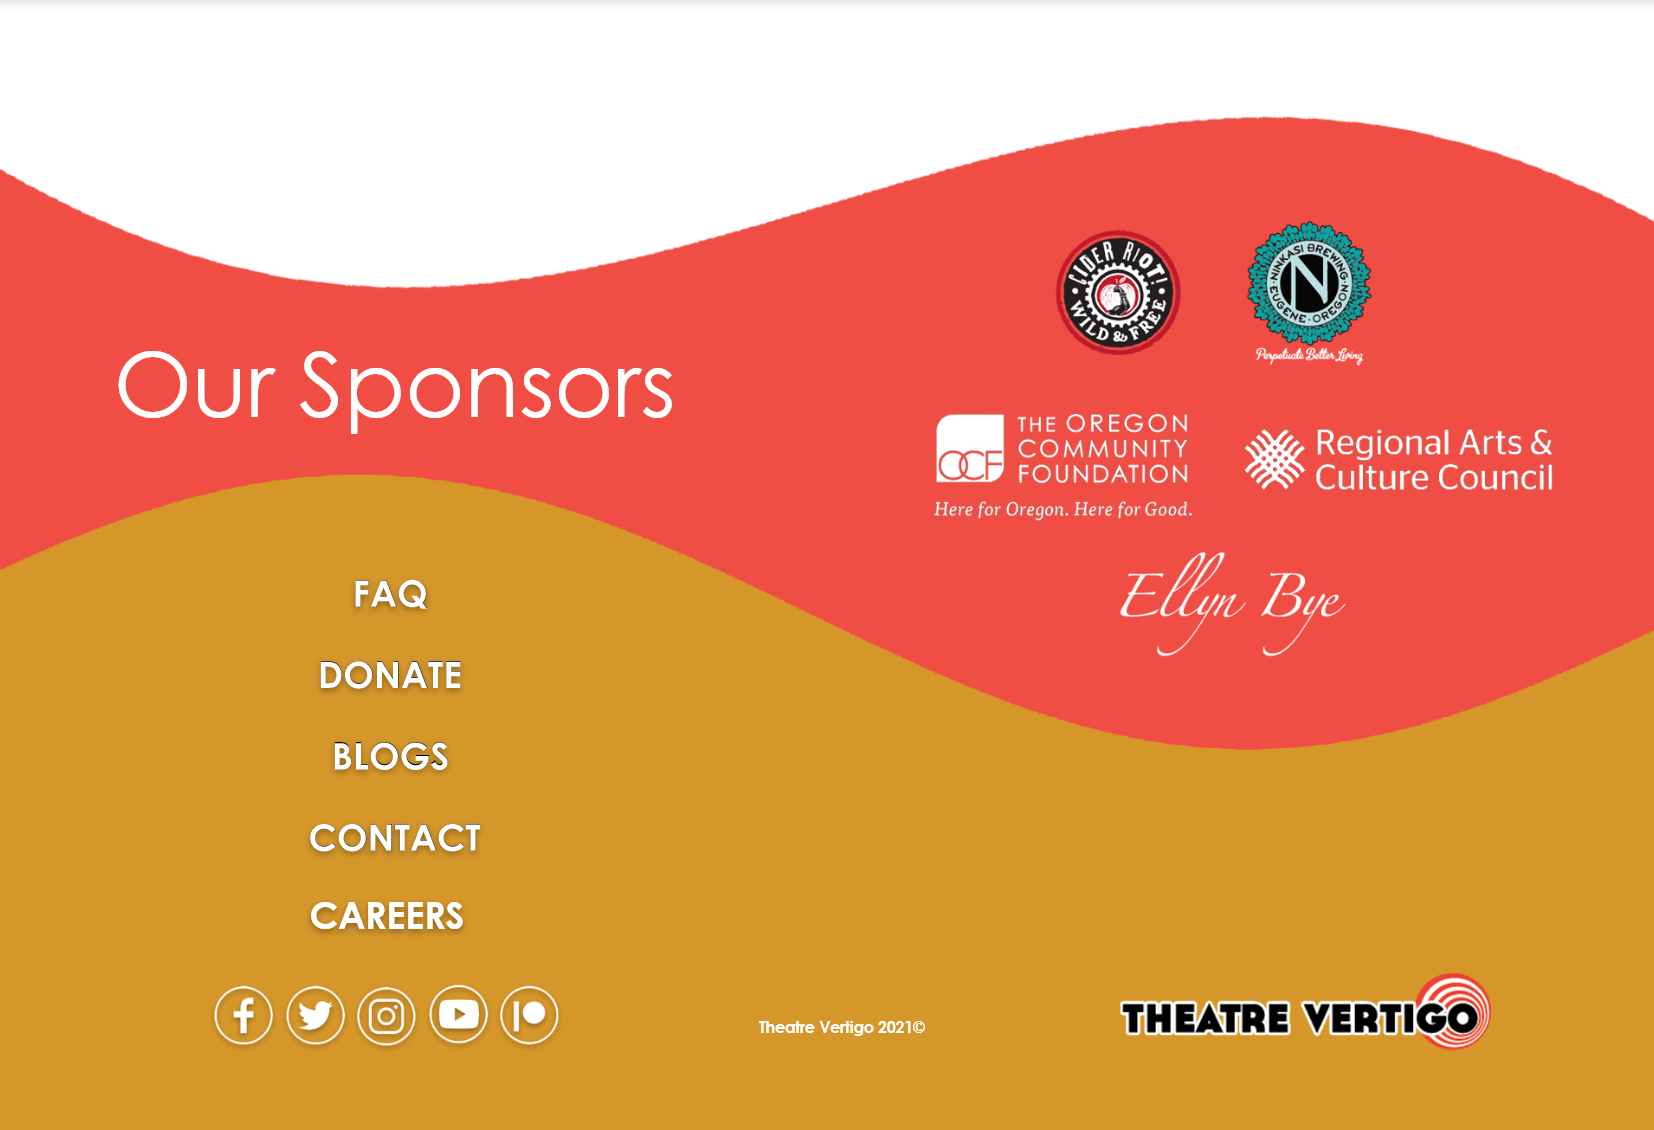 CIDER RIOT!
WILD & FREE
NINKASI BREWING
N
EUGENE · OREGON
Perpetuate Better Living
Our Sponsors
OCF
THE OREGON
COMMUNITY
FOUNDATION
Here for Oregon. Here for Good.
Regional Arts &
Culture Council
Ellyn Bye
FAQ
DONATE
BLOGS
CONTACT
CAREERS
Theatre Vertigo 2021©
THEATRE VERTIGO